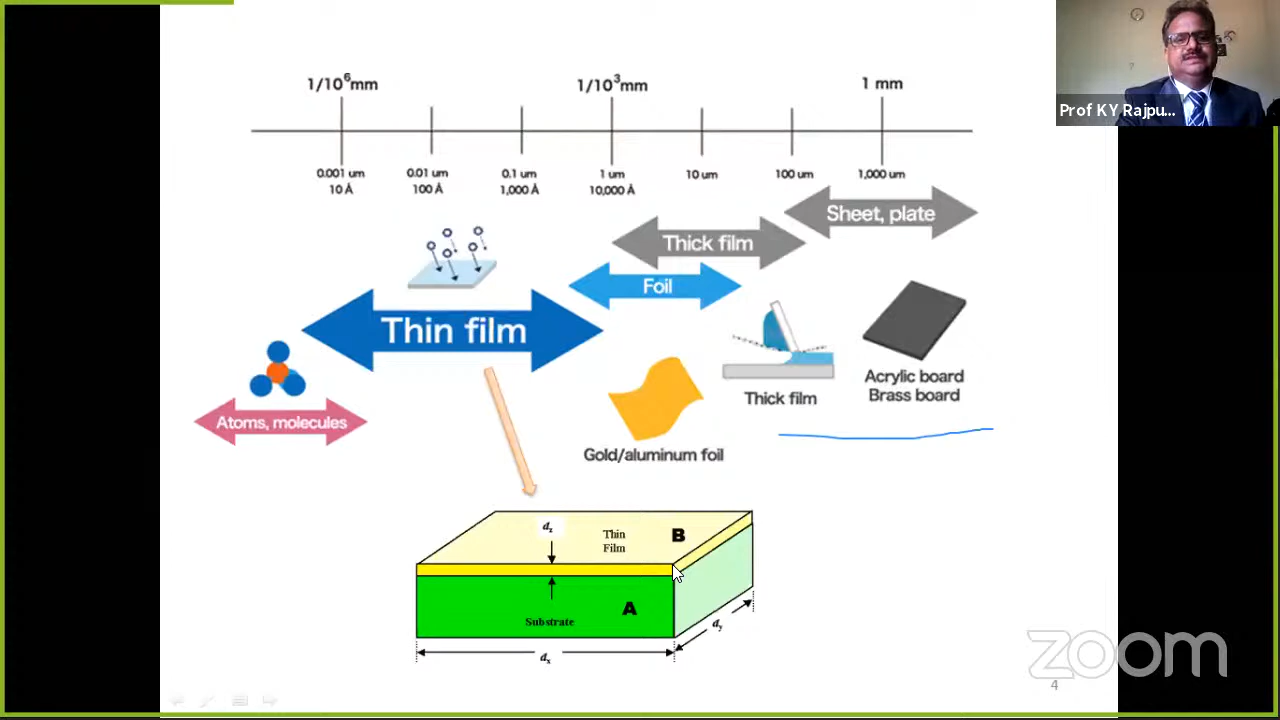 Prof K Y Rajpu...
1/10⁶mm
1/10³mm
1 mm
0.001 um
10 Å
0.01 um
100 Å
0.1 um
1,000 Å
1 um
10,000 Å
10 um
100 um
1,000 um
Sheet, plate
Thick film
Foil
Thin film
Atoms, molecules
Gold/aluminum foil
Thick film
Acrylic board
Brass board
dz
Thin
Film
B
A
Substrate
dy
dx
zoom
4